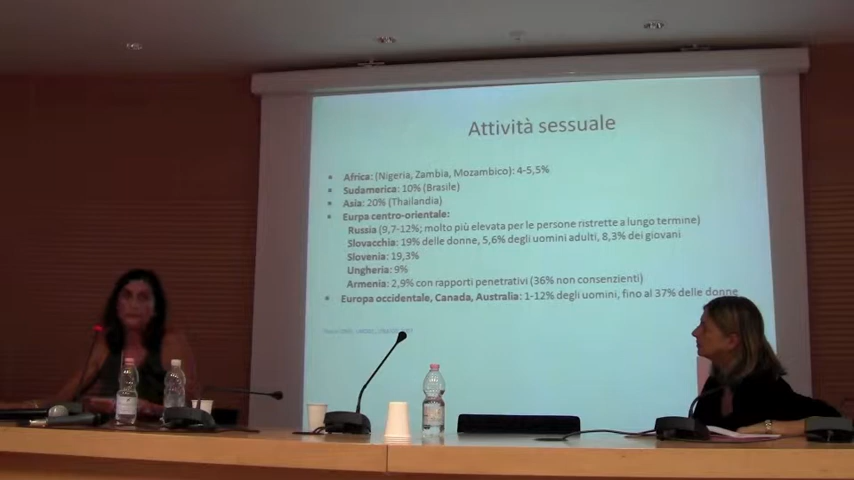 Attività sessuale
• Africa: (Nigeria, Zambia, Mozambico): 4-5,5%
• Sudamerica: 10% (Brasile)
• Asia: 20% (Thailandia)
• Eurpa centro-orientale:
Russia (9,7-12%; molto più elevata per le persone ristrette a lungo termine)
Slovacchia: 19% delle donne, 5,6% degli uomini adulti, 8,3% dei giovani
Slovenia: 19,3%
Ungheria: 9%
Armenia: 2,9% con rapporti penetrativi (36% non consenzienti)
• Europa occidentale, Canada, Australia: 1-12% degli uomini, fino al 37% delle donne